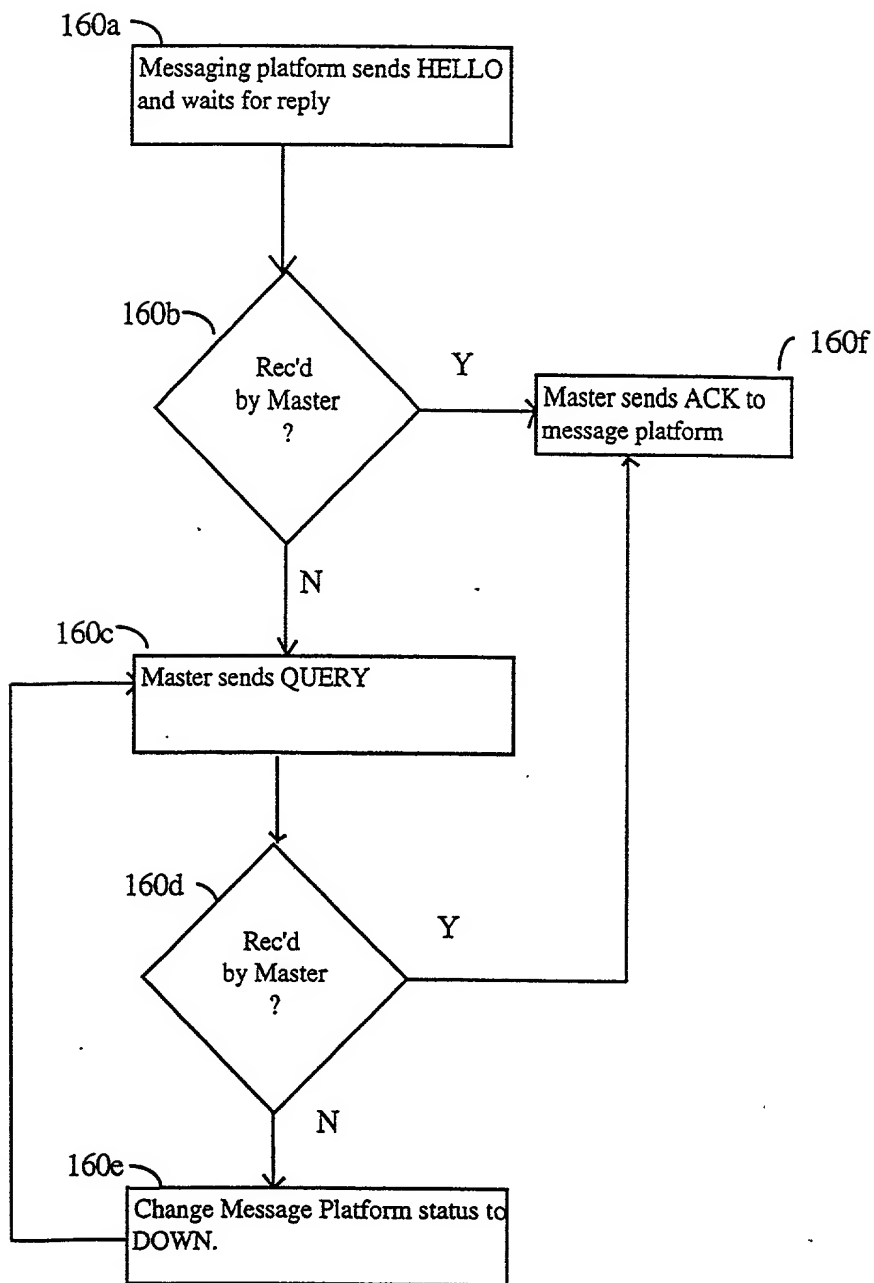 160a
Messaging platform sends HELLO
and waits for reply
160b
Rec'd
by Master
?
Y
160f
Master sends ACK to
message platform
N
160c
Master sends QUERY
160d
Rec'd
by Master
?
Y
N
160e
Change Message Platform status to
DOWN.